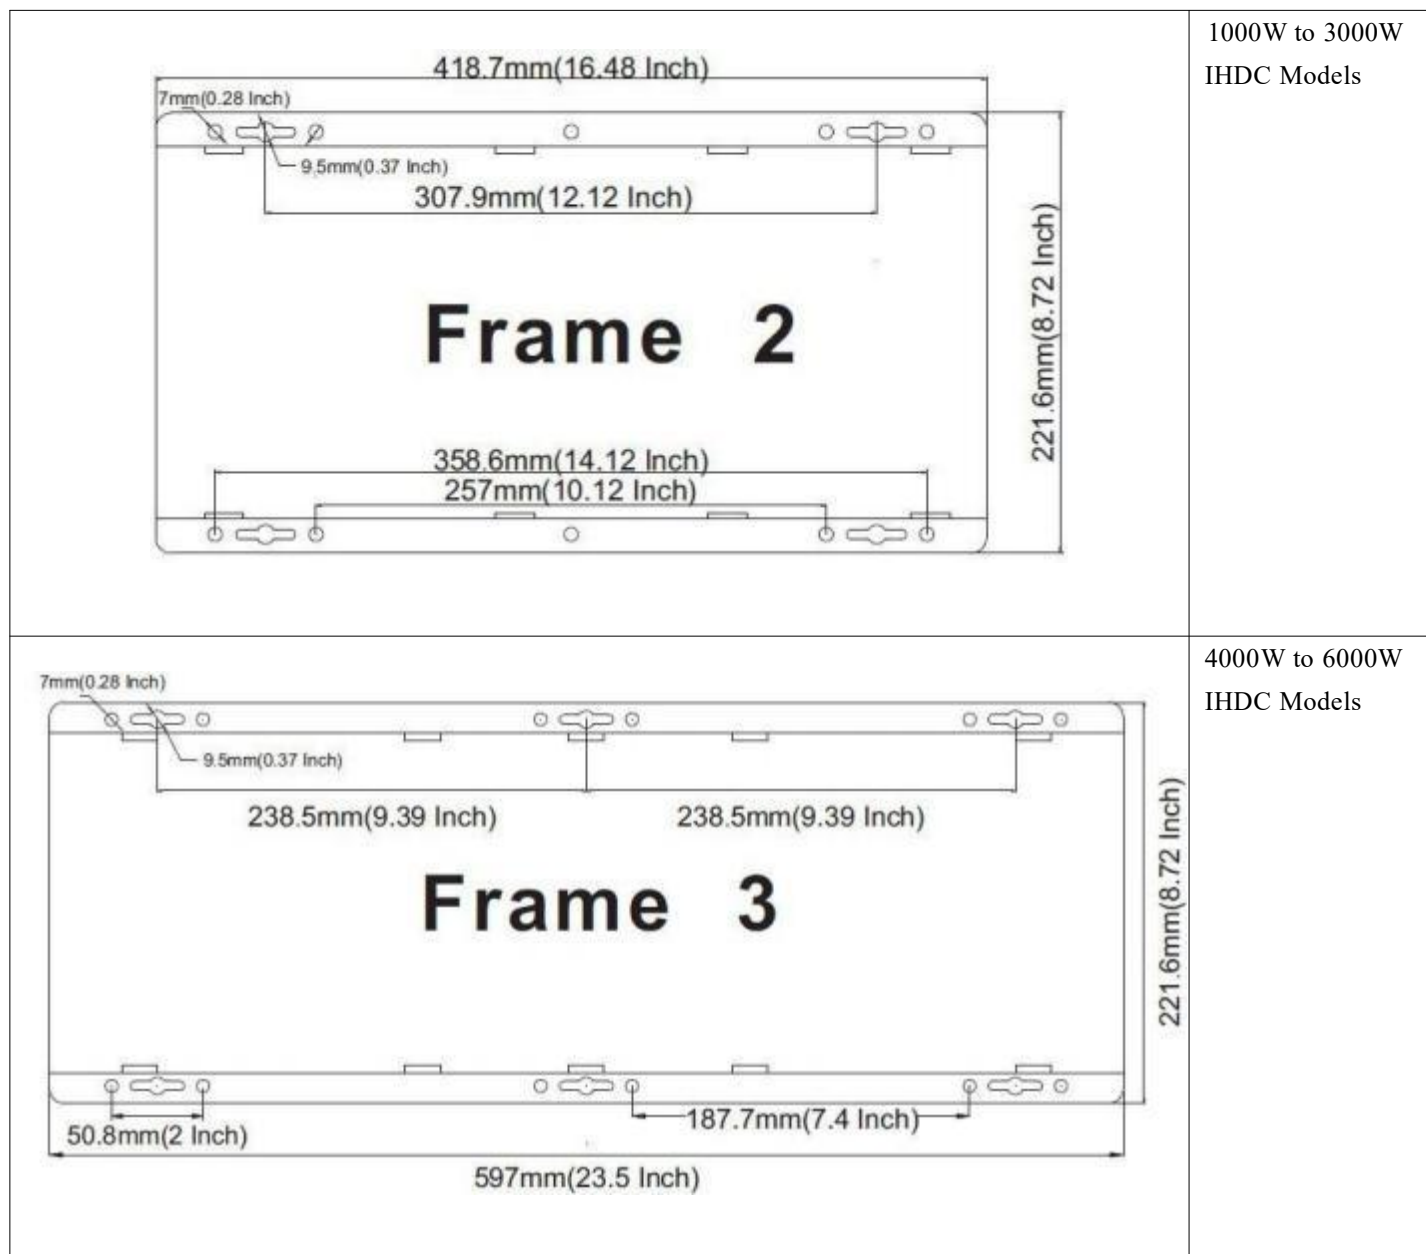 1000W to 3000W
IHDC Models
418.7mm(16.48 Inch)
7mm(0.28 Inch)
9.5mm(0.37 Inch)
307.9mm(12.12 Inch)
221.6mm(8.72 Inch)
Frame 2
358.6mm(14.12 Inch)
257mm(10.12 Inch)
4000W to 6000W
IHDC Models
7mm(0.28 Inch)
9.5mm(0.37 Inch)
238.5mm(9.39 Inch)
238.5mm(9.39 Inch)
221.6mm(8.72 Inch)
Frame 3
187.7mm(7.4 Inch)
50.8mm(2 Inch)
597mm(23.5 Inch)